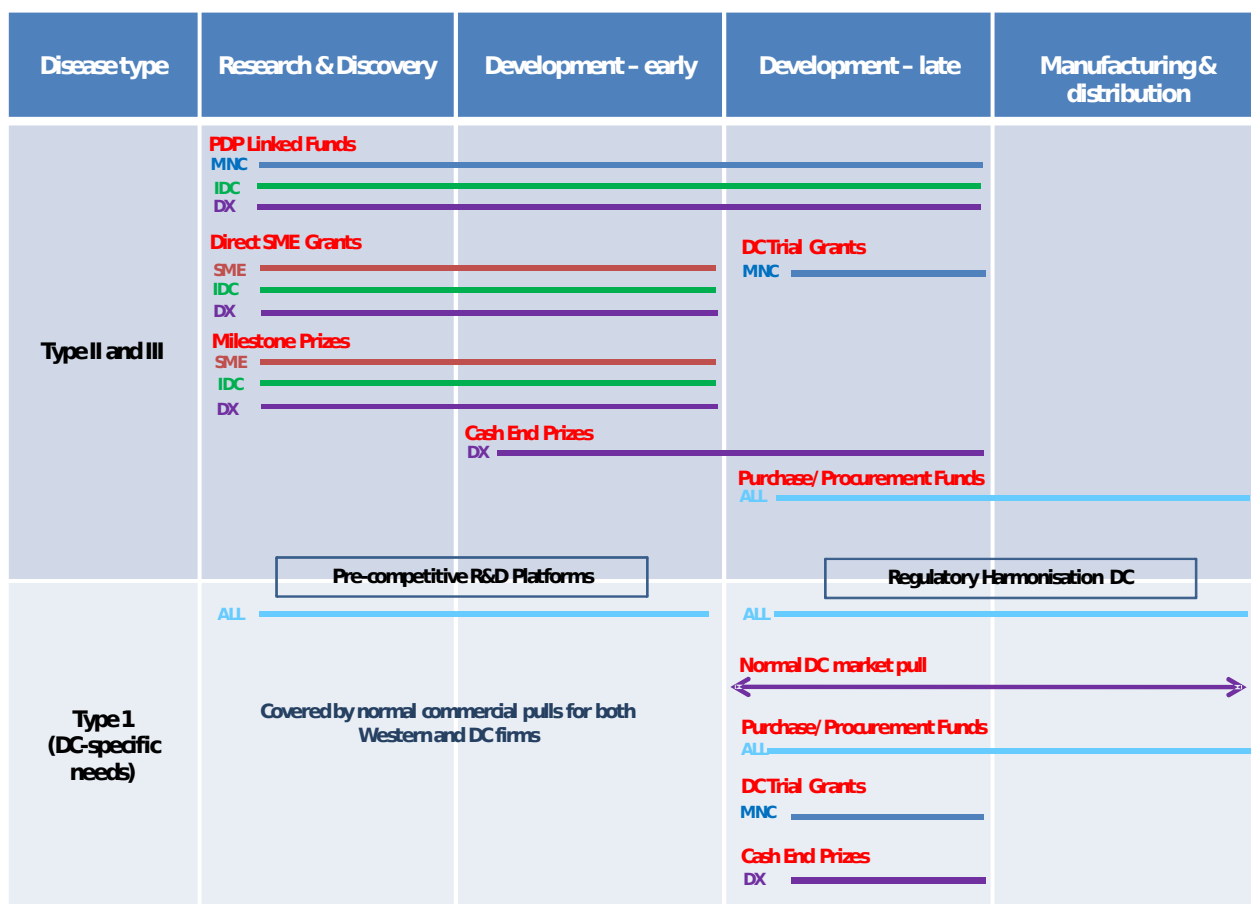 Disease type
Research & Discovery
Development – early
Development – late
Manufacturing &
distribution
Type II and III
PDP Linked Funds
MNC
IDC
DX
Direct SME Grants
SME
IDC
DX
DC Trial Grants
MNC
Milestone Prizes
SME
IDC
DX
Cash End Prizes
DX
Purchase/ Procurement Funds
ALL
Pre-competitive R&D Platforms
Regulatory Harmonisation DC
ALL
ALL
Type 1
(DC-specific
needs)
Covered by normal commercial pulls for both
Western and DC firms
Normal DC market pull
Purchase/ Procurement Funds
ALL
DC Trial Grants
MNC
Cash End Prizes
DX